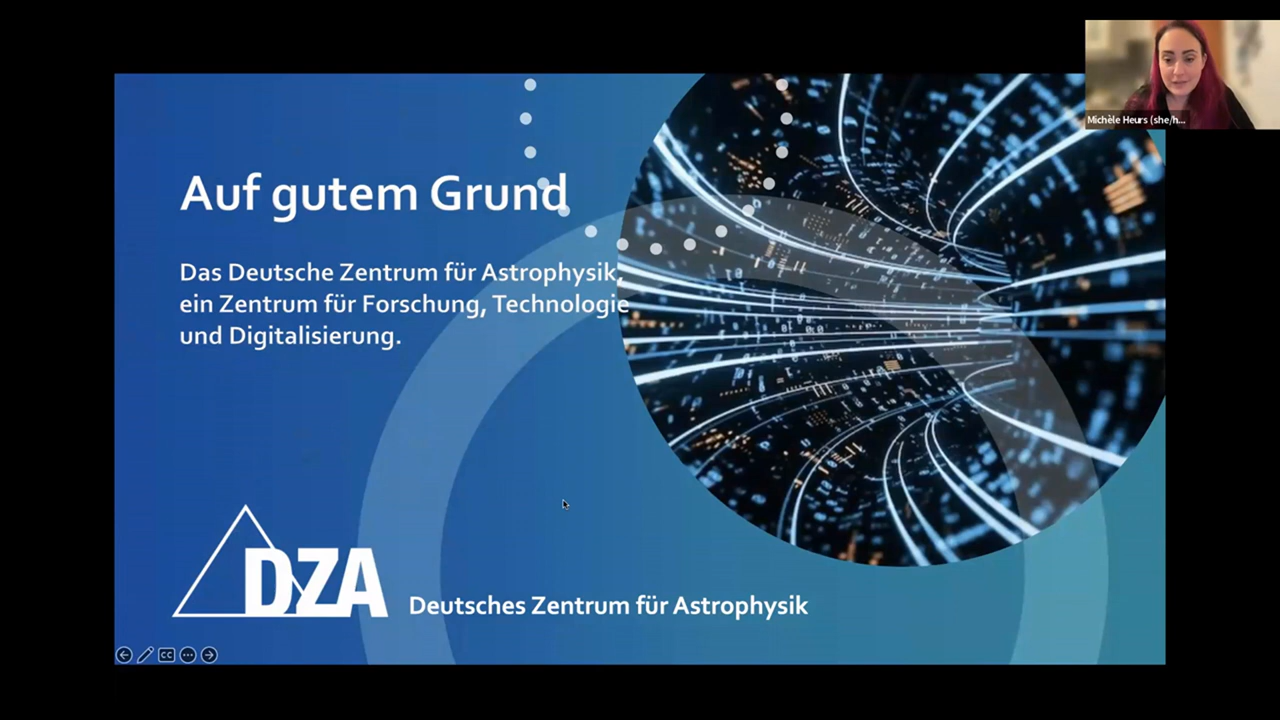 Auf gutem Grund
Das Deutsche Zentrum für Astrophysik,
ein Zentrum für Forschung, Technologie
und Digitalisierung.
DZA
Deutsches Zentrum für Astrophysik
CC
Michèle Heurs (she/h...